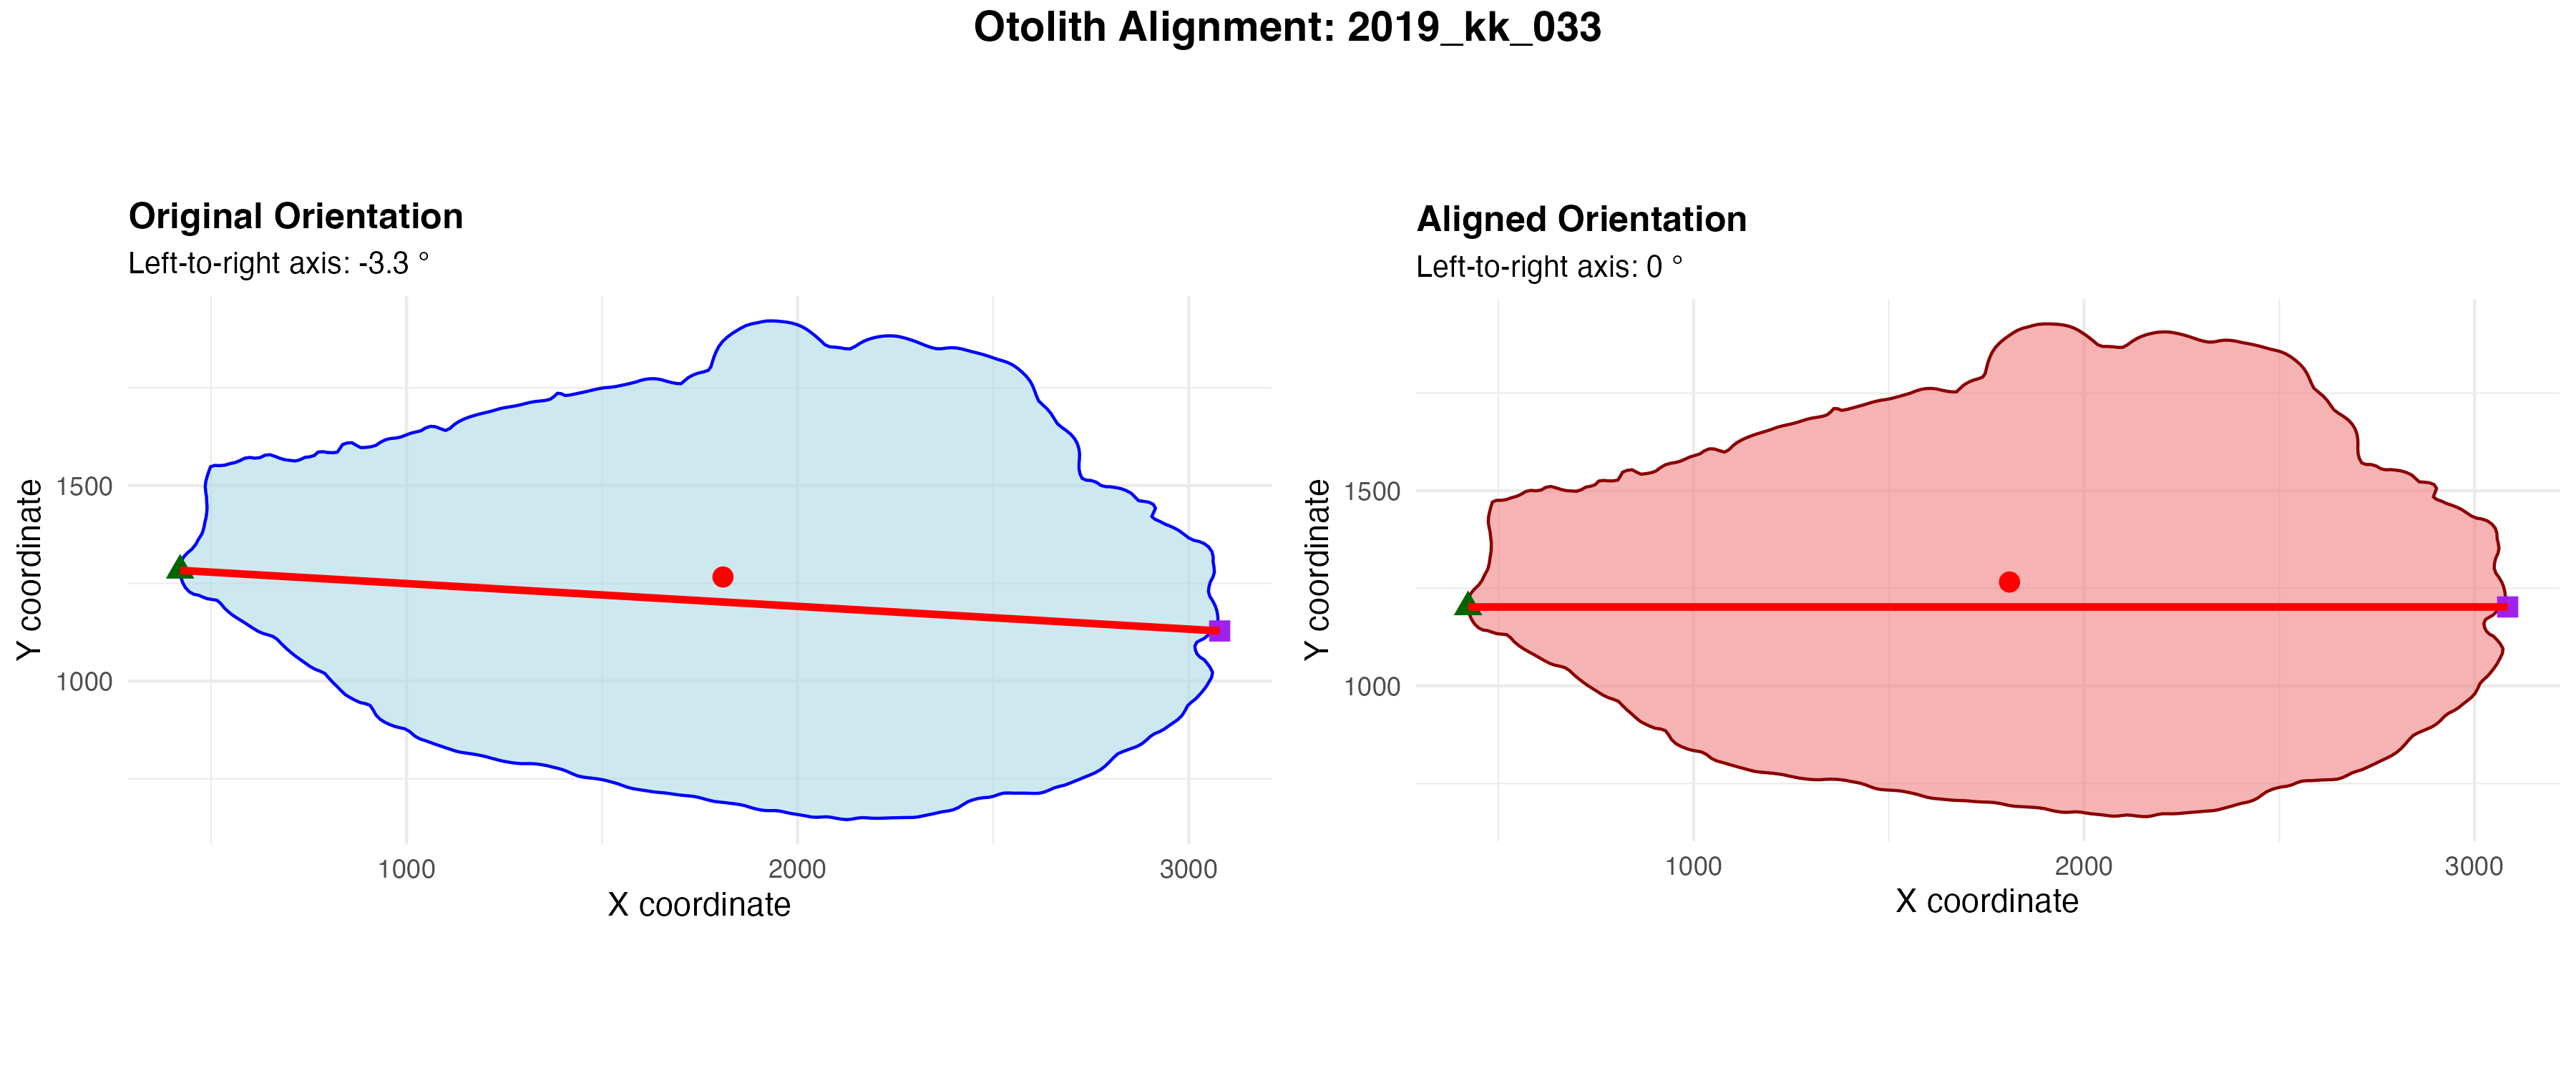 Otolith Alignment: 2019_kk_033
Original Orientation
Left-to-right axis: -3.3 °
Y coordinate
1500
1000
1000
2000
3000
X coordinate
Aligned Orientation
Left-to-right axis: 0 °
Y coordinate
1500
1000
1000
2000
3000
X coordinate